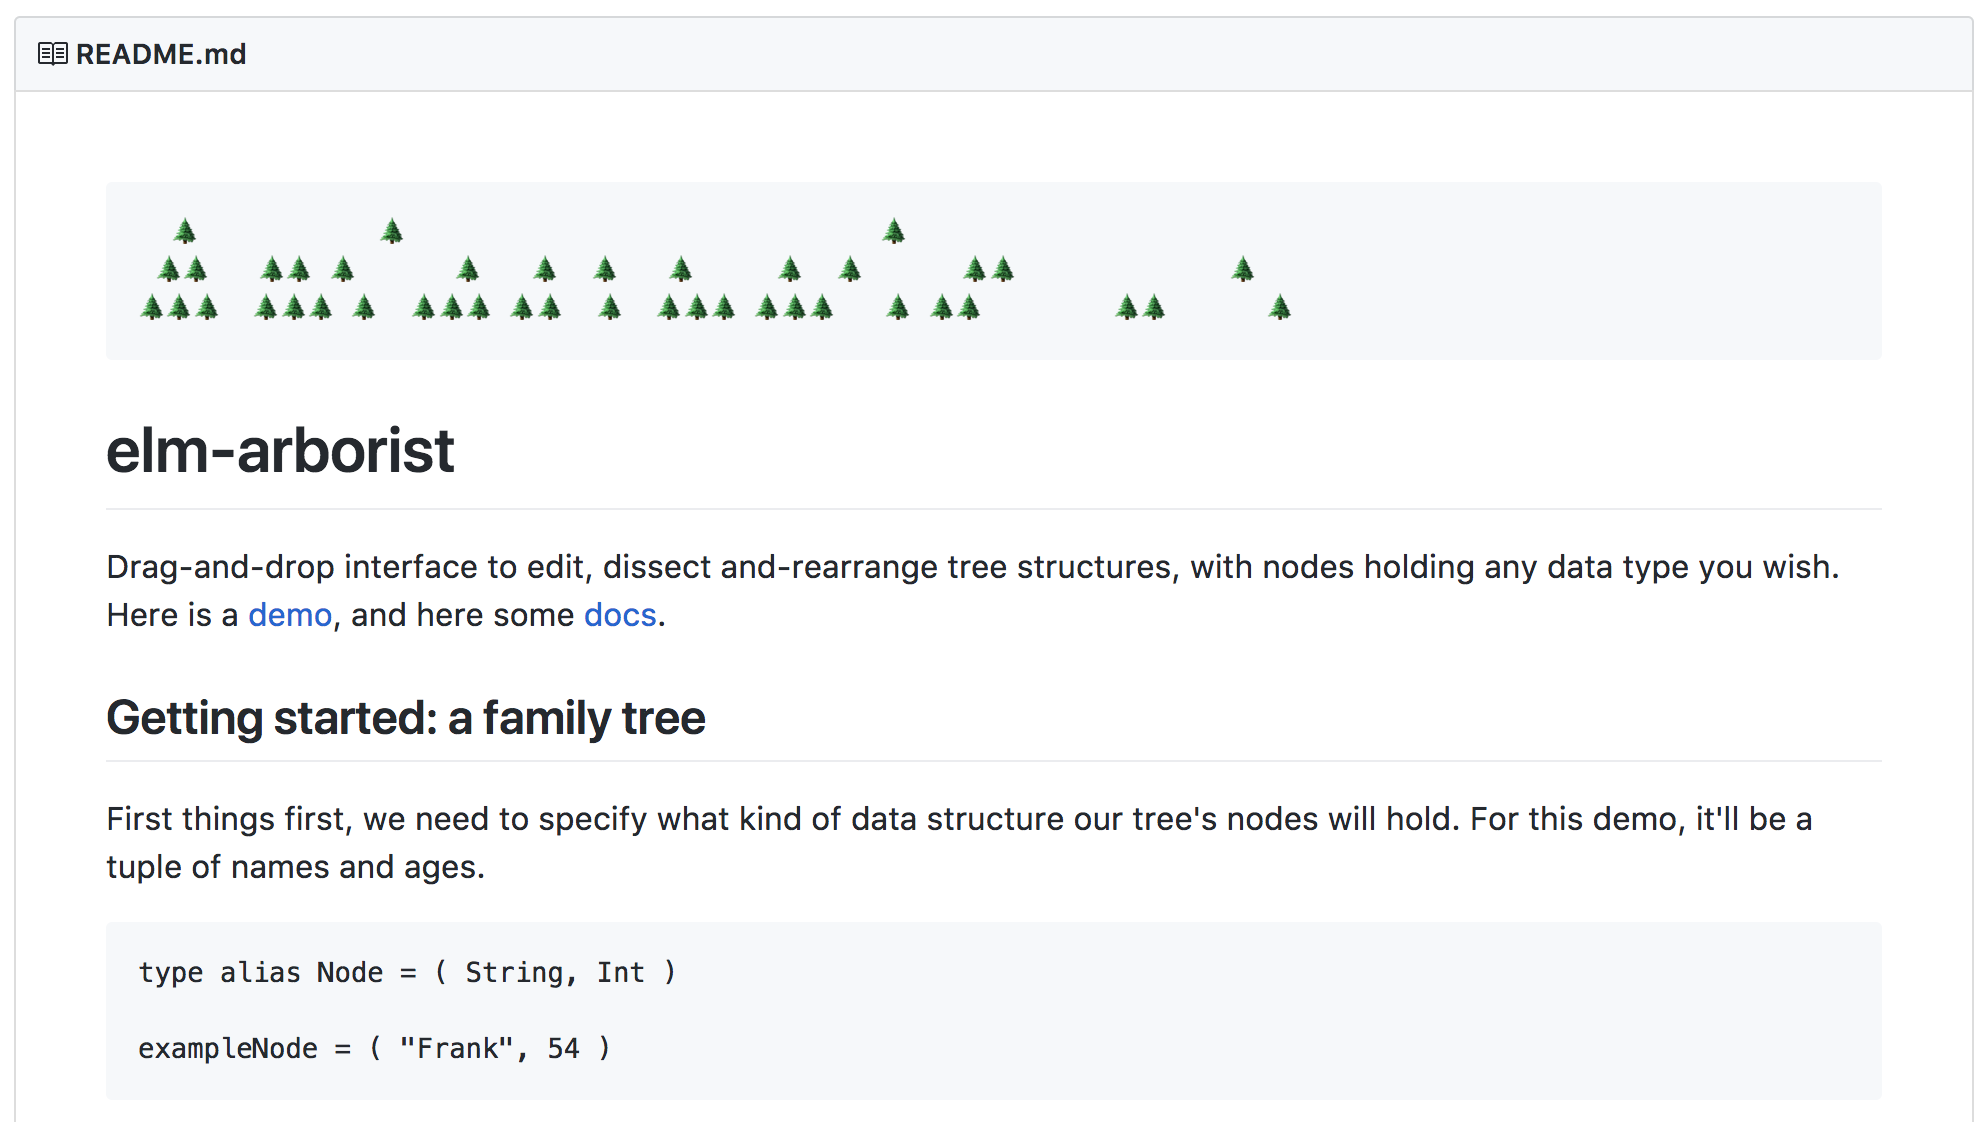 README.md
elm-arborist
Drag-and-drop interface to edit, dissect and-rearrange tree structures, with nodes holding any data type you wish.
Here is a demo, and here some docs.
Getting started: a family tree
First things first, we need to specify what kind of data structure our tree's nodes will hold. For this demo, it'll be a
tuple of names and ages.
type alias Node = ( String, Int )
exampleNode = ( "Frank", 54 )